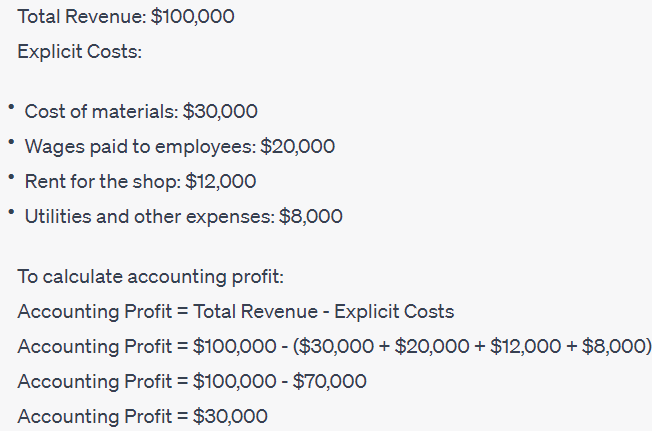 Total Revenue: $100,000
Explicit Costs:
• Cost of materials: $30,000
• Wages paid to employees: $20,000
• Rent for the shop: $12,000
• Utilities and other expenses: $8,000
To calculate accounting profit:
Accounting Profit = Total Revenue - Explicit Costs
Accounting Profit = $100,000 - ($30,000 + $20,000 + $12,000 + $8,000)
Accounting Profit = $100,000 - $70,000
Accounting Profit = $30,000